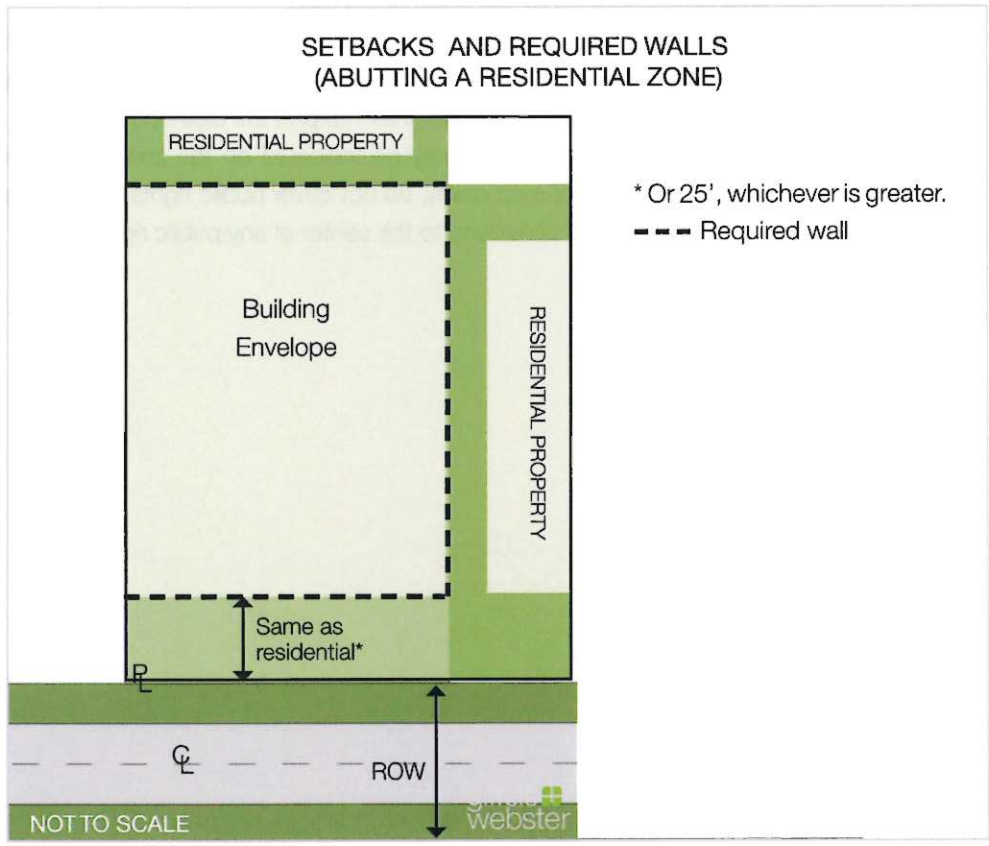 SETBACKS AND REQUIRED WALLS
(ABUTTING A RESIDENTIAL ZONE)
RESIDENTIAL PROPERTY
* Or 25', whichever is greater.
Required wall
Building
Envelope
RESIDENTIAL PROPERTY
Same as
residential*
PL
CL
ROW
NOT TO SCALE
webster